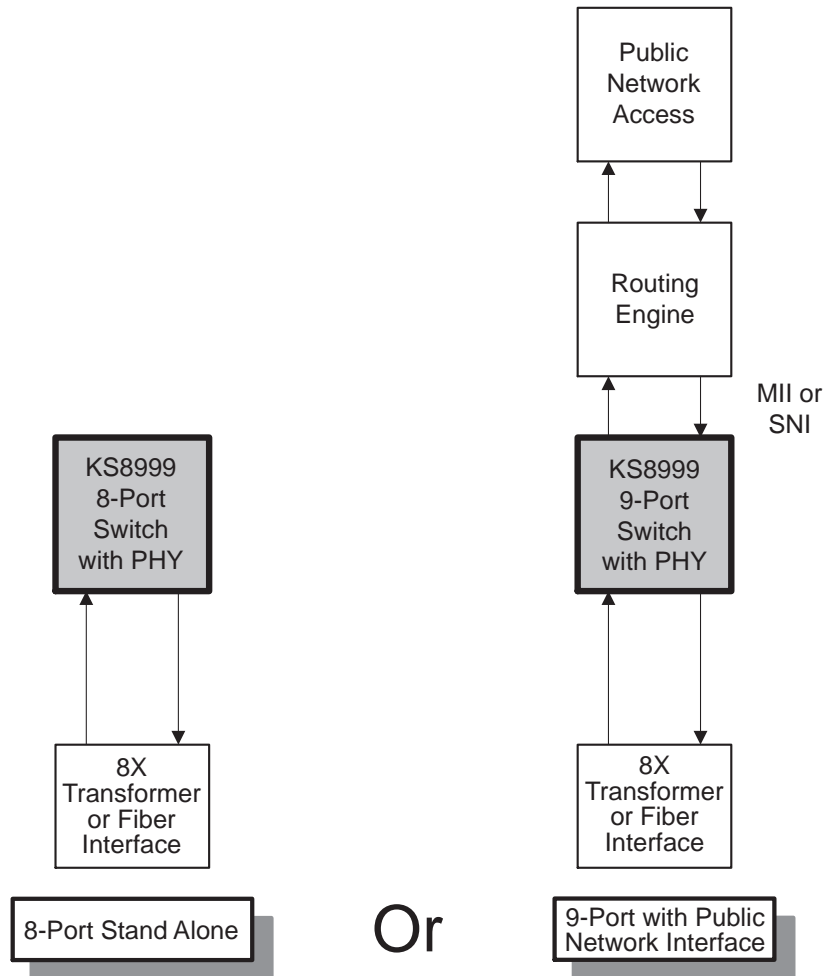 Public
Network
Access
Routing
Engine
MII or
SNI
KS8999
8-Port
Switch
with PHY
KS8999
9-Port
Switch
with PHY
8X
Transformer
or Fiber
Interface
8X
Transformer
or Fiber
Interface
8-Port Stand Alone
Or
9-Port with Public
Network Interface